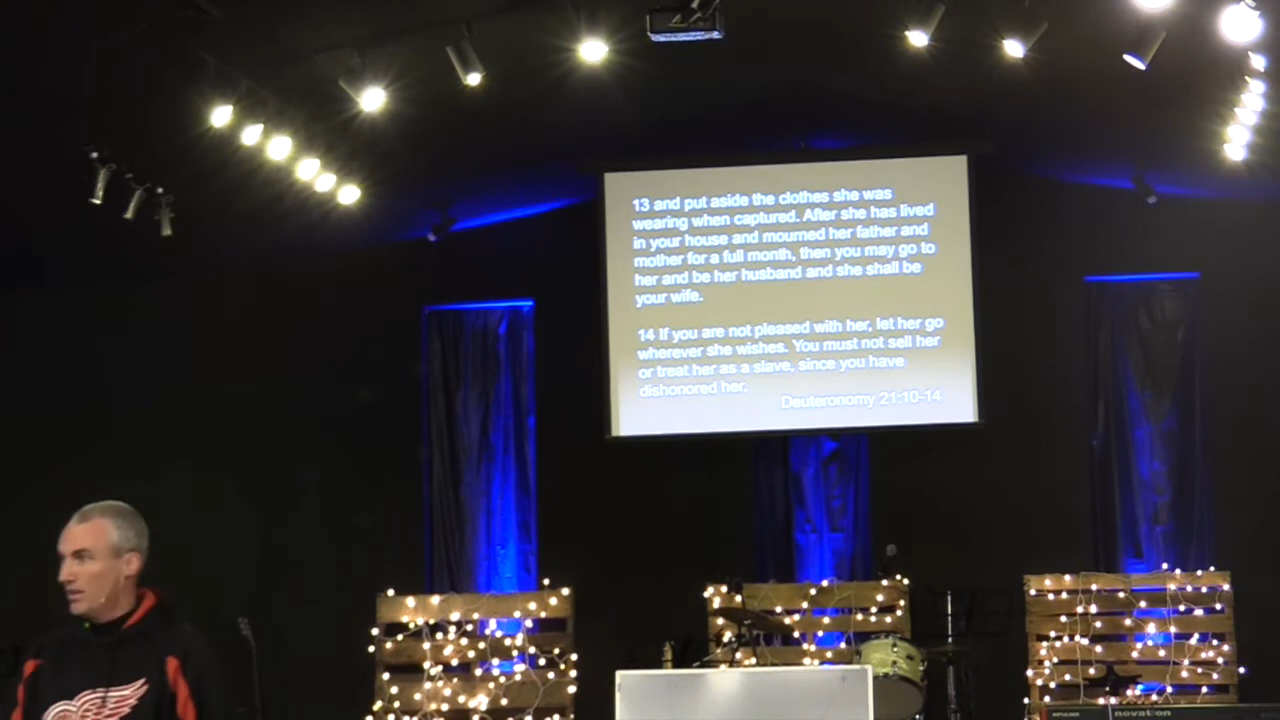 13 and put aside the clothes she was
wearing when captured. After she has lived
in your house and mourned her father and
mother for a full month, then you may go to
her and be her husband and she shall be
your wife.
14 If you are not pleased with her, let her go
wherever she wishes. You must not sell her
or treat her as a slave, since you have
dishonored her.
Deuteronomy 21:10-14
novation